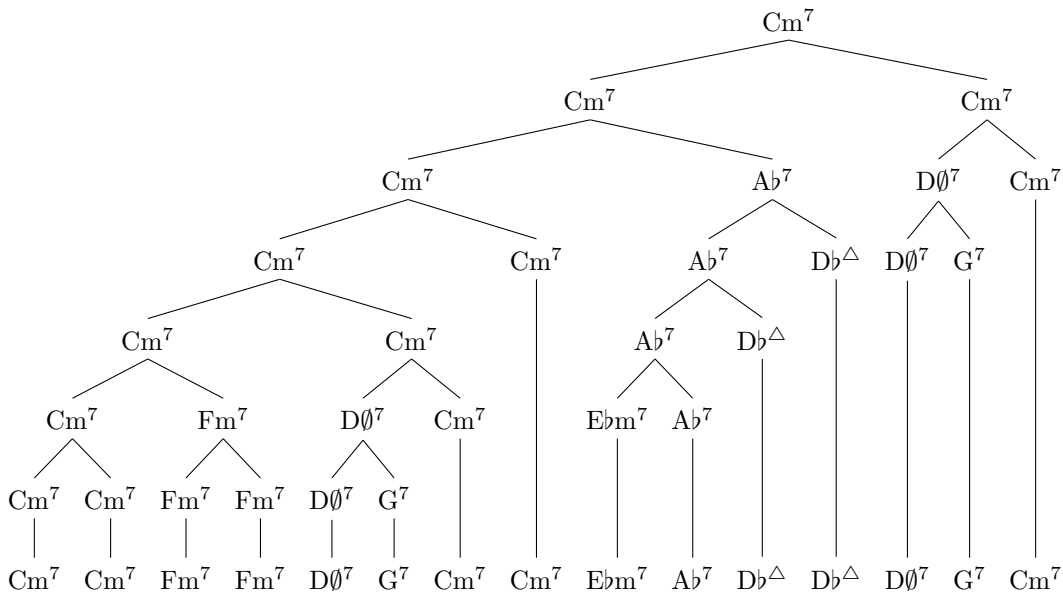 Cm⁷
Cm⁷ Cm⁷
Cm⁷ A♭⁷ D∅⁷ Cm⁷
Cm⁷ Cm⁷ A♭⁷ D♭△ D∅⁷ G⁷
Cm⁷ Cm⁷ A♭⁷ D♭△
Cm⁷ Fm⁷ D∅⁷ Cm⁷ E♭m⁷ A♭⁷
Cm⁷ Cm⁷ Fm⁷ Fm⁷ D∅⁷ G⁷
Cm⁷ Cm⁷ Fm⁷ Fm⁷ D∅⁷ G⁷ Cm⁷ Cm⁷ E♭m⁷ A♭⁷ D♭△ D♭△ D∅⁷ G⁷ Cm⁷